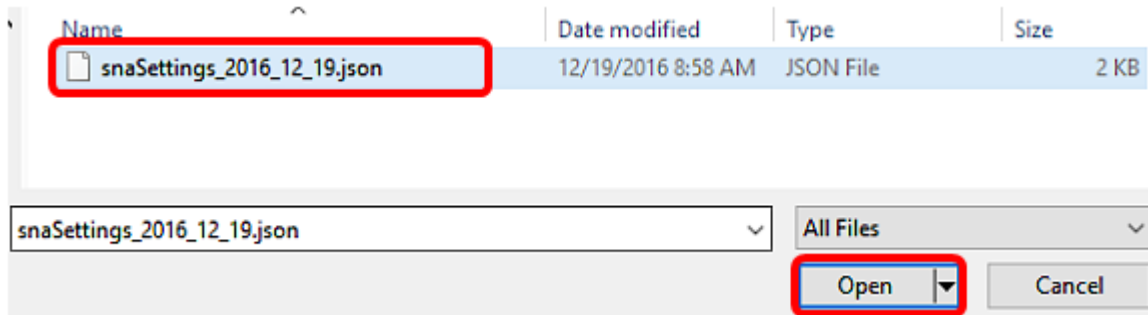 Name Date modified Type Size
snaSettings_2016_12_19.json 12/19/2016 8:58 AM JSON File 2 KB
snaSettings_2016_12_19.json All Files
Open Cancel